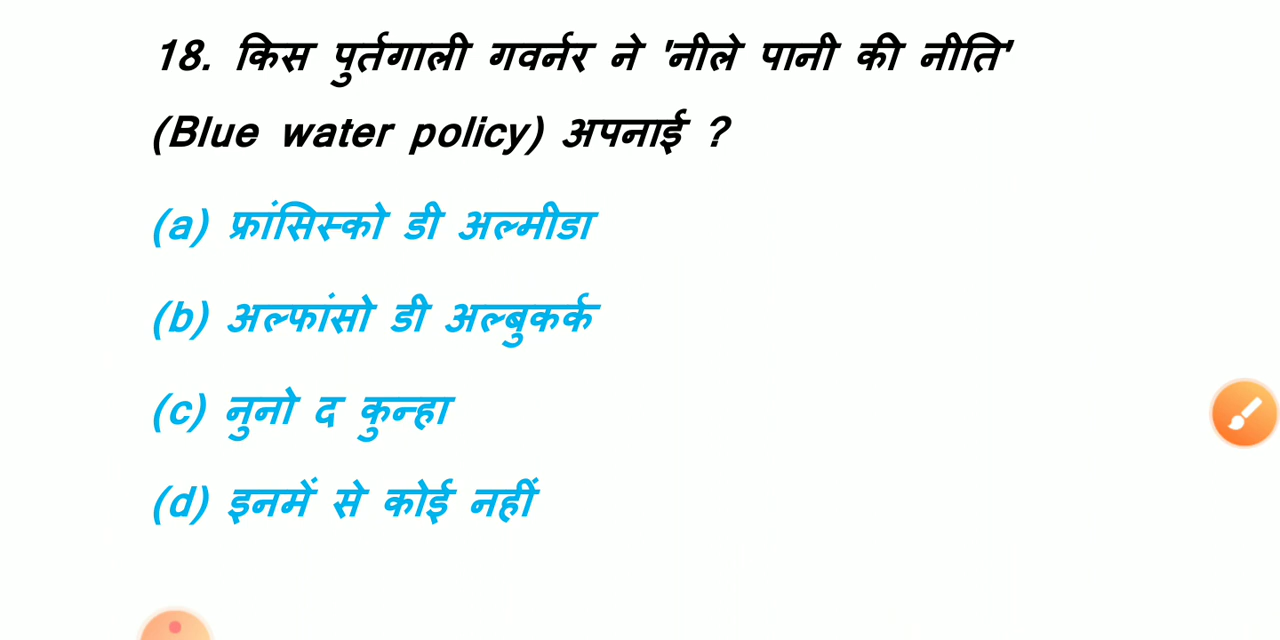 18. किस पुर्तगाली गवर्नर ने 'नीले पानी की नीति'
(Blue water policy) अपनाई ?
(a) फ्रांसिस्को डी अल्मीडा
(b) अल्फांसो डी अल्बुकर्क
(c) नुनो द कुन्हा
(d) इनमें से कोई नहीं